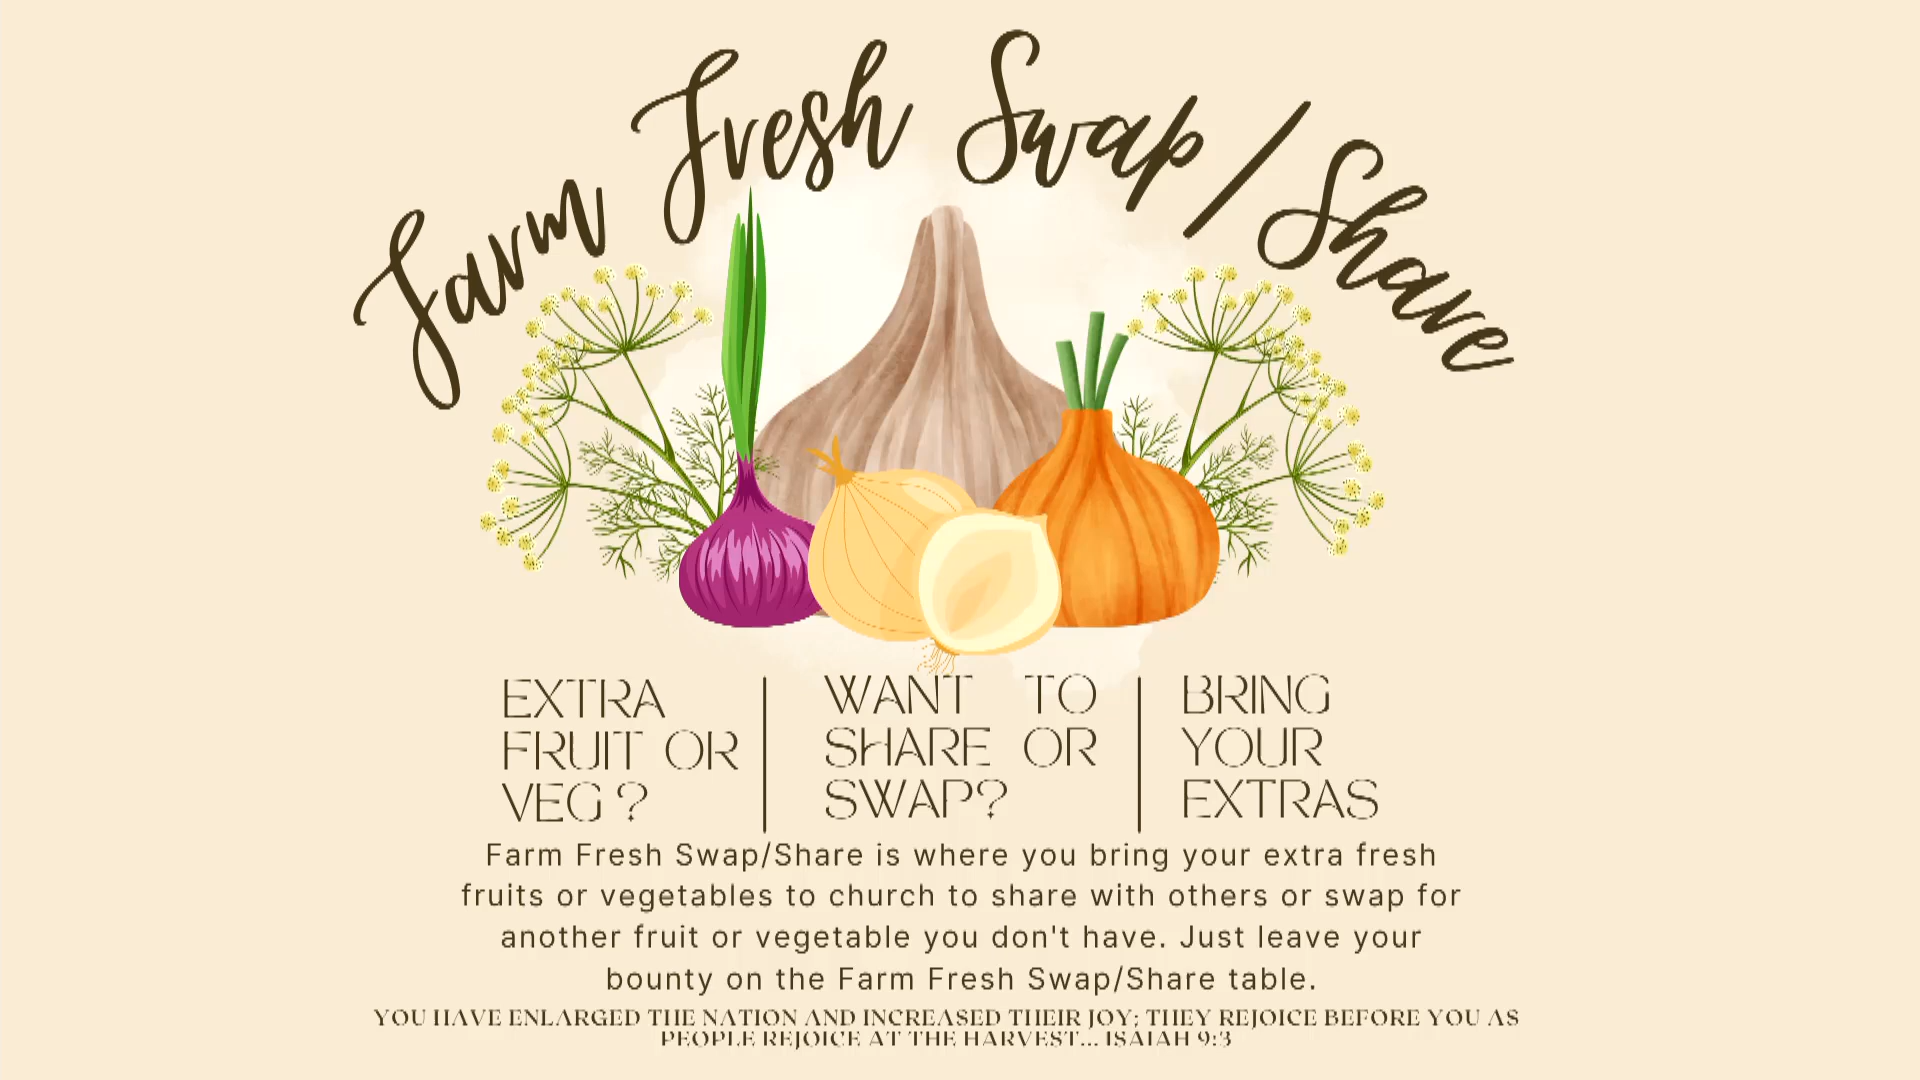 Farm Fresh Swap/Share
EXTRA
FRUIT OR
VEG ?
WANT TO
SHARE OR
SWAP?
BRING
YOUR
EXTRAS
Farm Fresh Swap/Share is where you bring your extra fresh
fruits or vegetables to church to share with others or swap for
another fruit or vegetable you don't have. Just leave your
bounty on the Farm Fresh Swap/Share table.
YOU HAVE ENLARGED THE NATION AND INCREASED THEIR JOY; THEY REJOICE BEFORE YOU AS
PEOPLE REJOICE AT THE HARVEST... ISAIAH 9:3